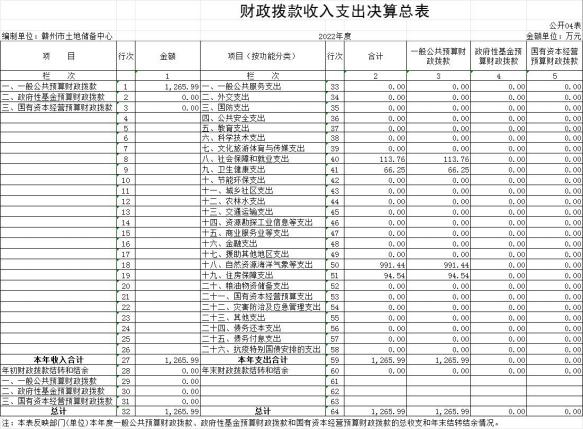 财政拨款收入支出决算总表
公开04表
编制单位：赣州市土地储备中心 2022年度 金额单位：万元
项 目 行次 金额 项目（按功能分类） 行次 合计 一般公共预算财政拨款 政府性基金预算财政拨款 国有资本经营预算财政拨款
栏 次 1 栏 次 2 3 4 5
一、一般公共预算财政拨款 1 1,265.99 一、一般公共服务支出 33 0.00 0.00 0.00 0.00
二、政府性基金预算财政拨款 2 0.00 二、外交支出 34 0.00 0.00 0.00 0.00
三、国有资本经营预算财政拨款 3 0.00 三、国防支出 35 0.00 0.00 0.00 0.00
4 四、公共安全支出 36 0.00 0.00 0.00 0.00
5 五、教育支出 37 0.00 0.00 0.00 0.00
6 六、科学技术支出 38 0.00 0.00 0.00 0.00
7 七、文化旅游体育与传媒支出 39 0.00 0.00 0.00 0.00
8 八、社会保障和就业支出 40 113.76 113.76 0.00 0.00
9 九、卫生健康支出 41 66.25 66.25 0.00 0.00
10 十、节能环保支出 42 0.00 0.00 0.00 0.00
11 十一、城乡社区支出 43 0.00 0.00 0.00 0.00
12 十二、农林水支出 44 0.00 0.00 0.00 0.00
13 十三、交通运输支出 45 0.00 0.00 0.00 0.00
14 十四、资源勘探工业信息等支出 46 0.00 0.00 0.00 0.00
15 十五、商业服务业等支出 47 0.00 0.00 0.00 0.00
16 十六、金融支出 48 0.00 0.00 0.00 0.00
17 十七、援助其他地区支出 49 0.00 0.00 0.00 0.00
18 十八、自然资源海洋气象等支出 50 991.44 991.44 0.00 0.00
19 十九、住房保障支出 51 94.54 94.54 0.00 0.00
20 二十、粮油物资储备支出 52 0.00 0.00 0.00 0.00
21 二十一、国有资本经营预算支出 53 0.00 0.00 0.00 0.00
22 二十二、灾害防治及应急管理支出 54 0.00 0.00 0.00 0.00
23 二十三、其他支出 55 0.00 0.00 0.00 0.00
24 二十四、债务还本支出 56 0.00 0.00 0.00 0.00
25 二十五、债务付息支出 57 0.00 0.00 0.00 0.00
26 二十六、抗疫特别国债安排的支出 58 0.00 0.00 0.00 0.00
本年收入合计 27 1,265.99 本年支出合计 59 1,265.99 1,265.99 0.00 0.00
年初财政拨款结转和结余 28 0.00 年末财政拨款结转和结余 60 0.00 0.00 0.00 0.00
一、一般公共预算财政拨款 29 0.00 61
二、政府性基金预算财政拨款 30 0.00 62
三、国有资本经营预算财政拨款 31 0.00 63
总计 32 1,265.99 总计 64 1,265.99 1,265.99 0.00 0.00
注：本表反映部门(单位)本年度一般公共预算财政拨款、政府性基金预算财政拨款和国有资本经营预算财政拨款的总收支和年末结转结余情况。